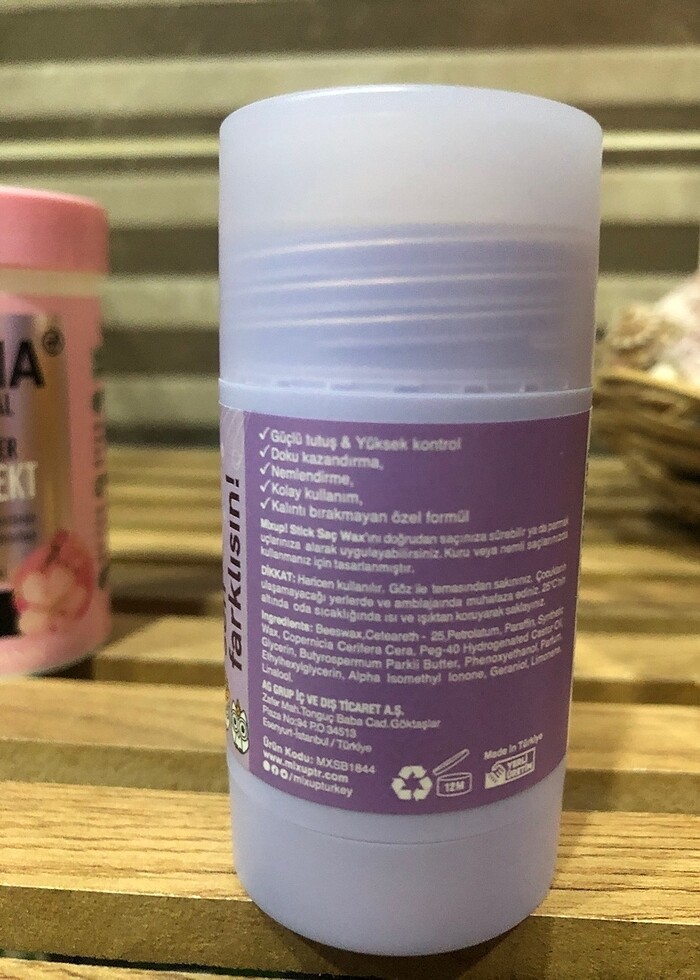 farklısın!
✓Güçlü tutuş & Yüksek kontrol
✓Doku kazandırma,
✓Nemlendirme,
✓Kolay kullanım,
✓Kalıntı bırakmayan özel formül
Mixup! Stick Saç Wax'ını doğrudan saçınıza sürebilir ya da parmak
uçlarınıza alarak uygulayabilirsiniz. Kuru veya nemli saçlarınızda
kullanmanız için tasarlanmıştır.
DİKKAT: Haricen kullanılır. Göz ile temasından sakınınız. Çocukların
ulaşamayacağı yerlerde ve ambalajında muhafaza ediniz. 25°C'nin
altında oda sıcaklığında ısı ve ışıktan koruyarak saklayınız.
Ingredients: Beeswax,Ceteareth - 25,Petrolatum, Paraffin, Synthetic
Wax, Copernicia Cerifera Cera, Peg-40 Hydrogenated Castor Oil,
Glycerin, Butyrospermum Parkii Butter, Phenoxyethanol, Parfum,
Ethylhexylglycerin, Alpha Isomethyl Ionone, Geraniol, Limonene,
Linalool.
AG GRUP İÇ VE DIŞ TİCARET A.Ş.
Zafer Mah.Tonguç Baba Cad.Göktaşlar
Plaza No:94 P.O.34513
Esenyurt-İstanbul / Türkiye
Ürün Kodu: MXSB1844
www.mixuptr.com
/mixupturkey
12M
Made in Türkiye
YERLİ
ÜRETİM
IA®
AL
ER
EKT